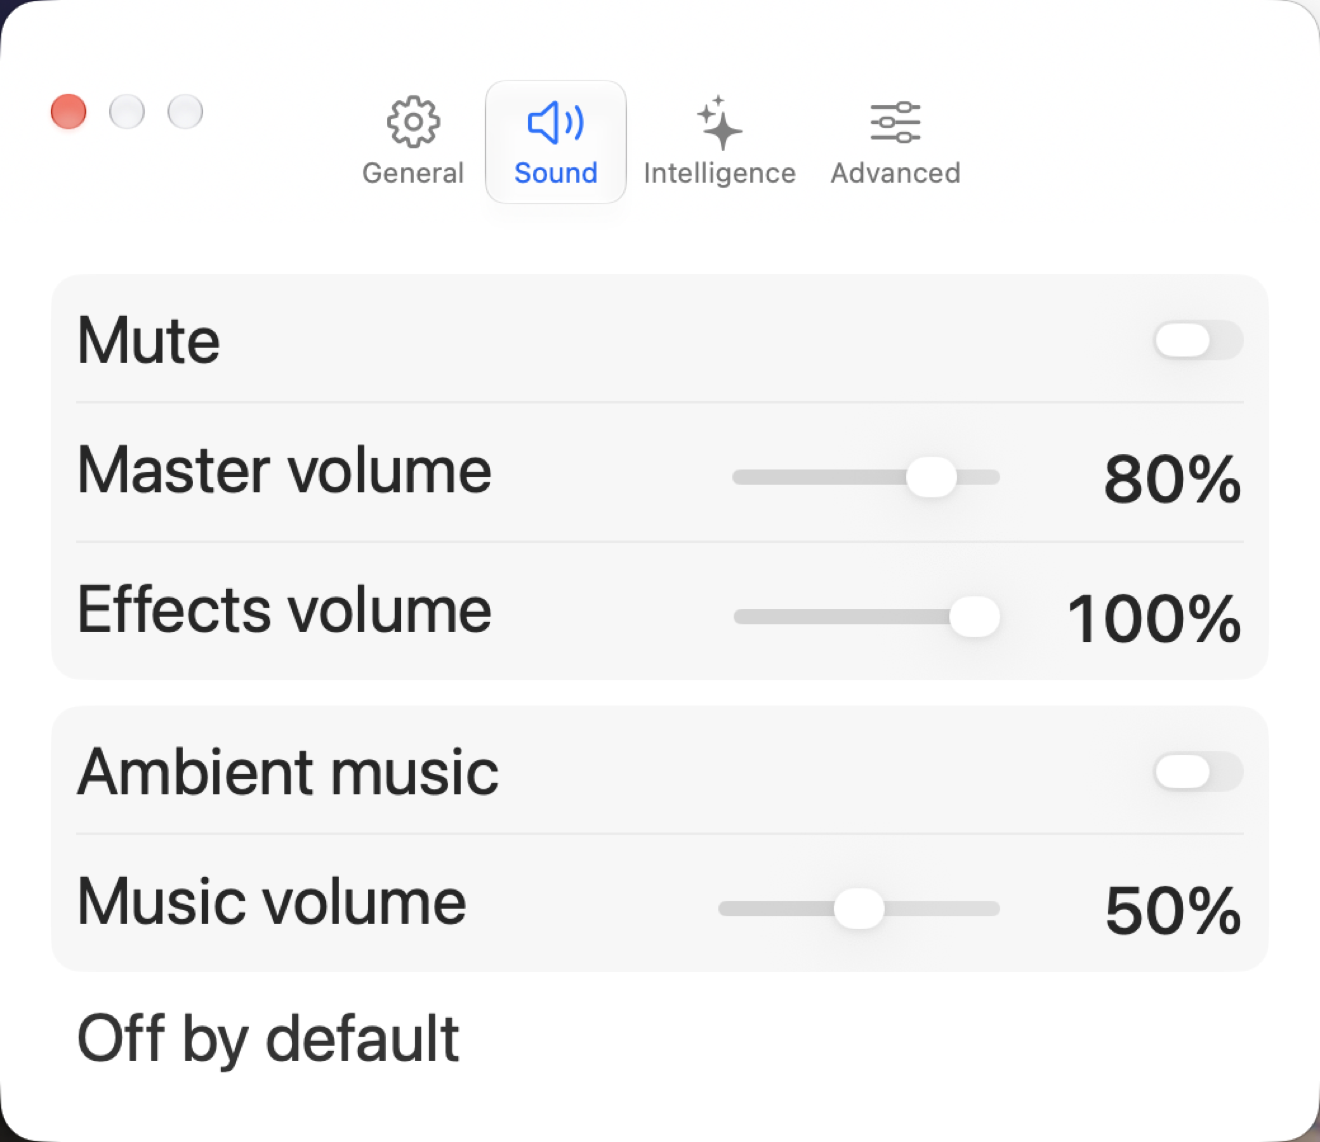 General Sound Intelligence Advanced
Mute
Master volume 80%
Effects volume 100%
Ambient music
Music volume 50%
Off by default